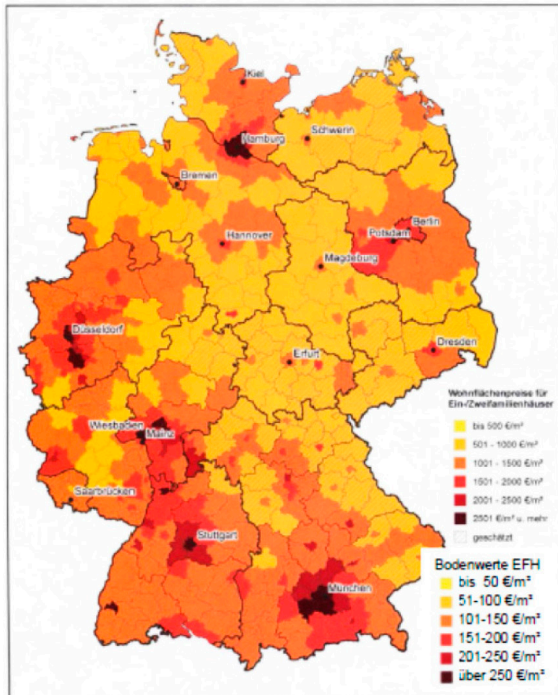 Kiel
Hamburg
Schwerin
Bremen
Berlin
Potsdam
Hannover
Magdeburg
Düsseldorf
Erfurt
Dresden
Wiesbaden
Mainz
Saarbrücken
Stuttgart
München
Wohnflächenpreise für
Ein-/Zweifamilienhäuser
bis 500 €/m²
501 - 1000 €/m²
1001 - 1500 €/m²
1501 - 2000 €/m²
2001 - 2500 €/m²
2501 €/m² u. mehr
geschätzt
Bodenwerte EFH
bis 50 €/m²
51-100 €/m²
101-150 €/m²
151-200 €/m²
201-250 €/m²
über 250 €/m²